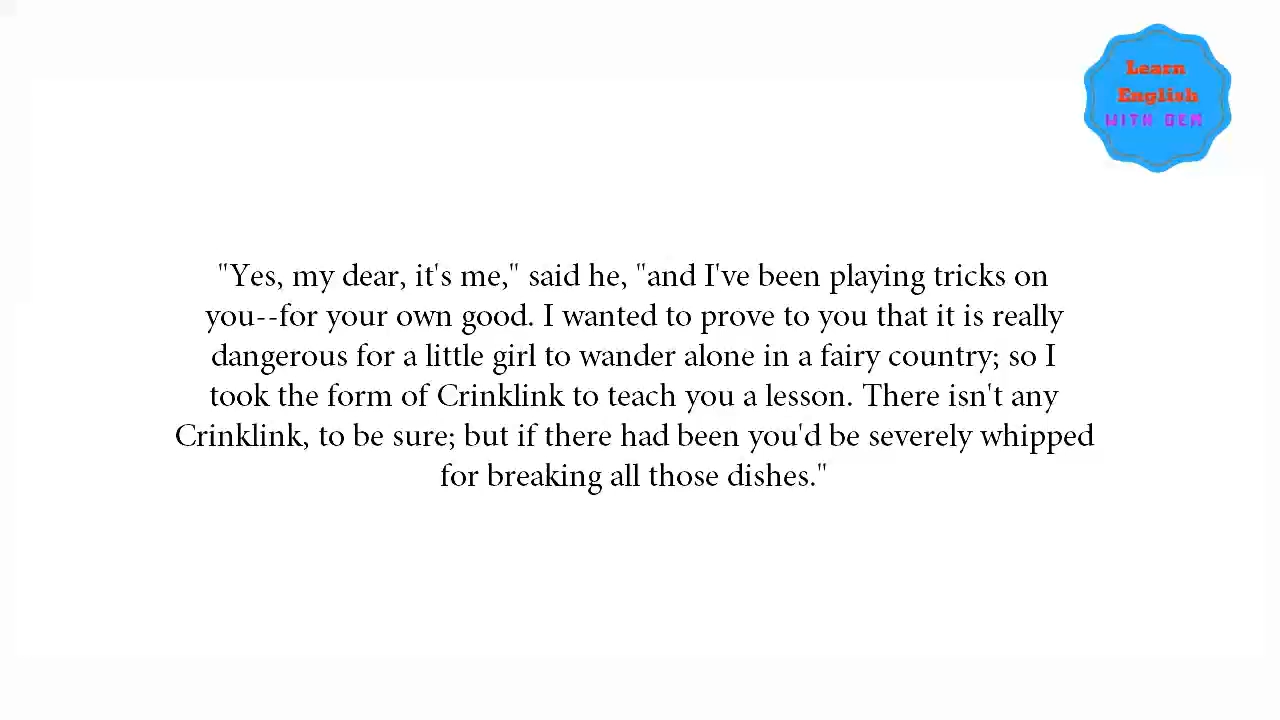 Learn
English
WITH DEM
"Yes, my dear, it's me," said he, "and I've been playing tricks on
you--for your own good. I wanted to prove to you that it is really
dangerous for a little girl to wander alone in a fairy country; so I
took the form of Crinklink to teach you a lesson. There isn't any
Crinklink, to be sure; but if there had been you'd be severely whipped
for breaking all those dishes."